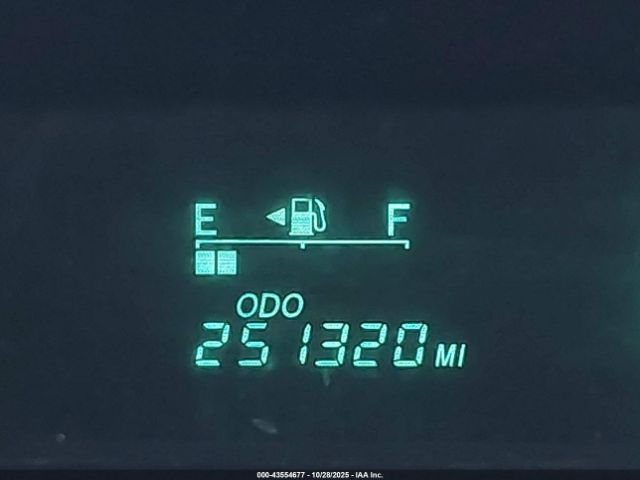 E F
ODO
251320 MI
000-43554677 - 10/28/2025 - IAA Inc.